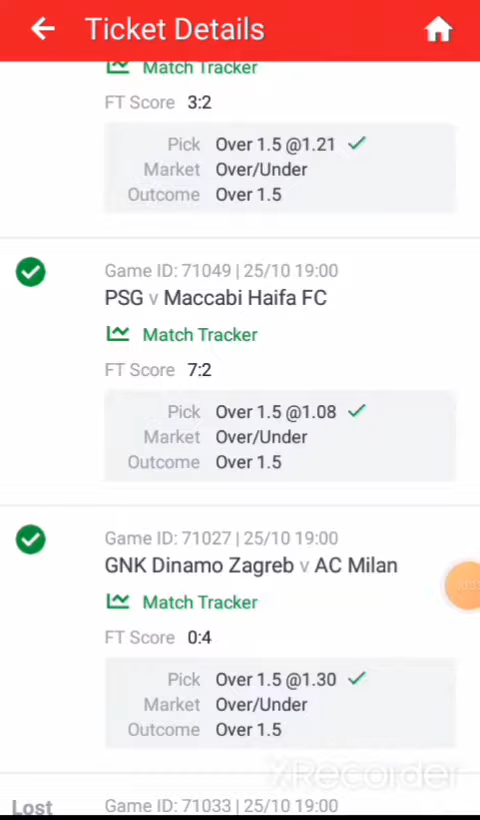 Ticket Details
Match Tracker
FT Score 3:2
Pick Over 1.5 @1.21
Market Over/Under
Outcome Over 1.5
Game ID: 71049 | 25/10 19:00
PSG v Maccabi Haifa FC
Match Tracker
FT Score 7:2
Pick Over 1.5 @1.08
Market Over/Under
Outcome Over 1.5
Game ID: 71027 | 25/10 19:00
GNK Dinamo Zagreb v AC Milan
Match Tracker
FT Score 0:4
Pick Over 1.5 @1.30
Market Over/Under
Outcome Over 1.5
XRecorder
Lost Game ID: 71033 | 25/10 19:00